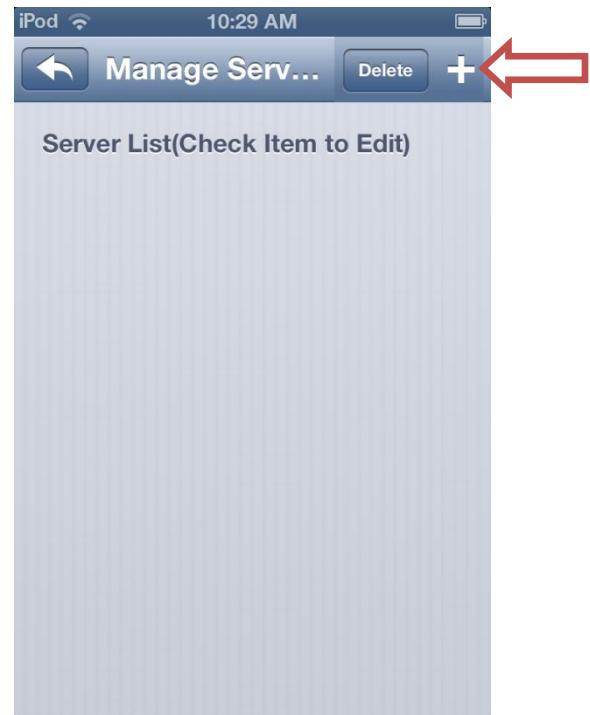 iPod 10:29 AM
Manage Serv... Delete +
Server List(Check Item to Edit)